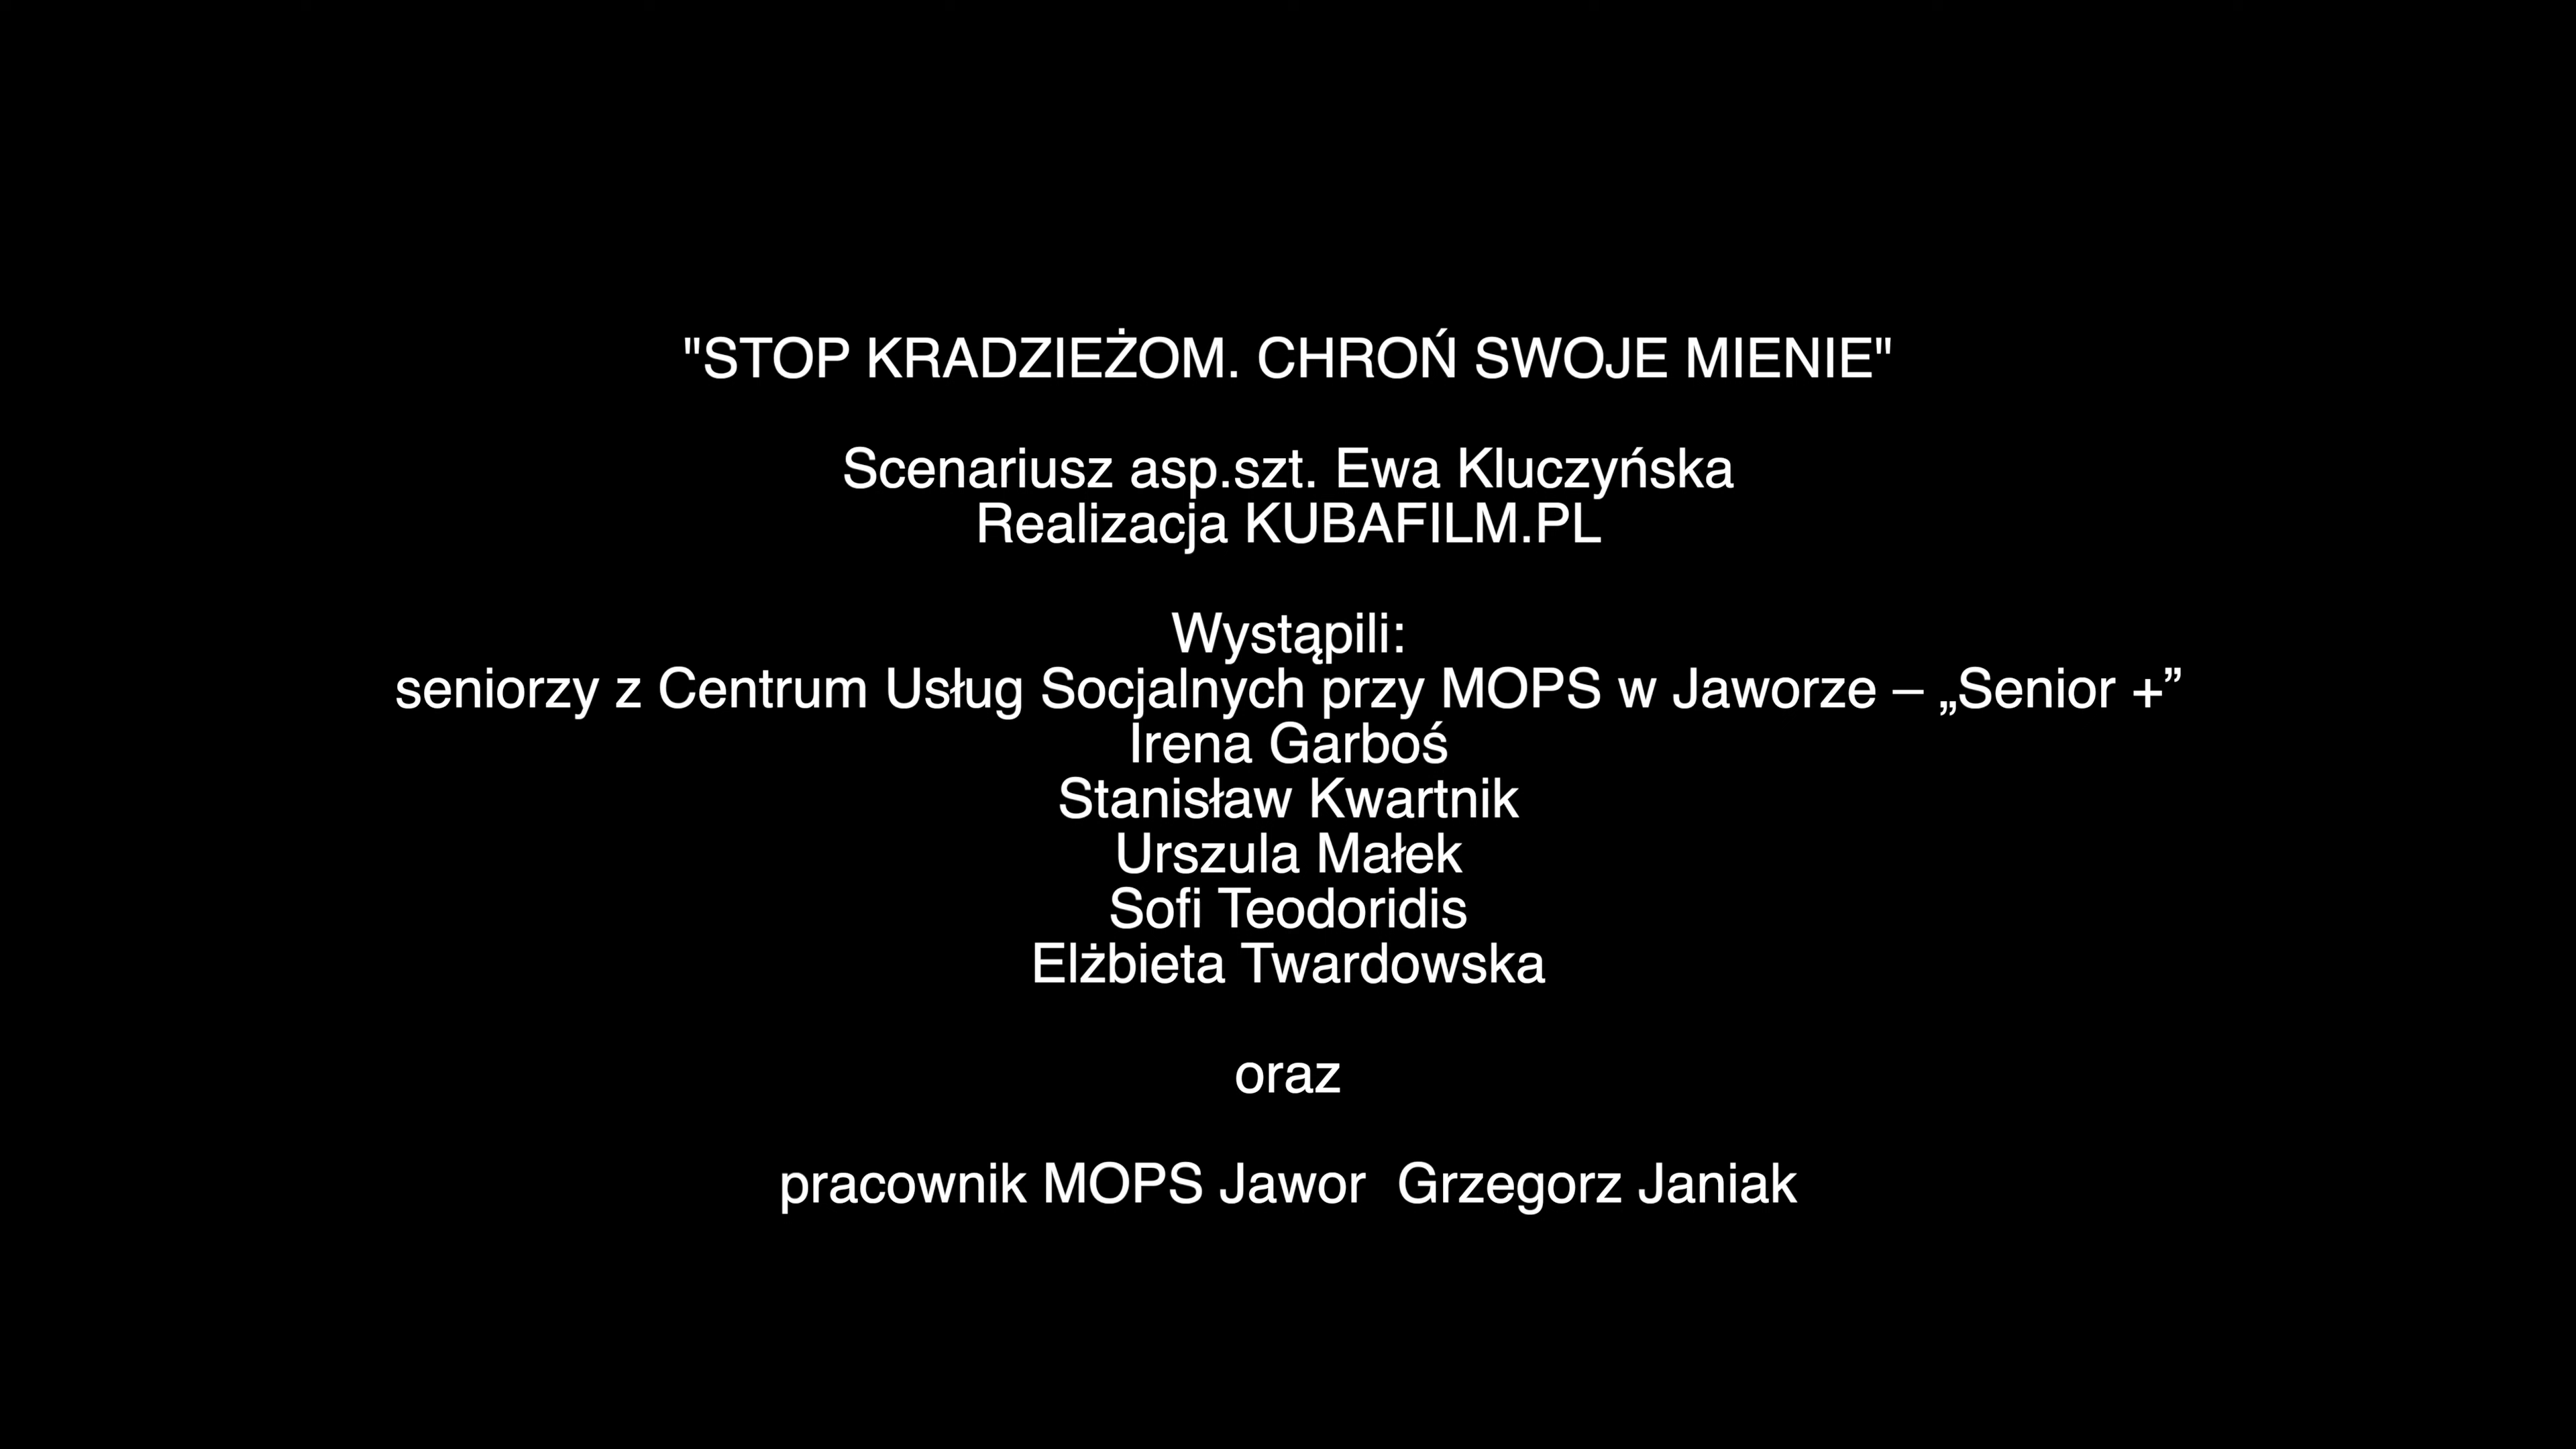 "STOP KRADZIEŻOM. CHROŃ SWOJE MIENIE"
Scenariusz asp.szt. Ewa Kluczyńska
Realizacja KUBAFILM.PL
Wystąpili:
seniorzy z Centrum Usług Socjalnych przy MOPS w Jaworze – „Senior +”
Irena Garboś
Stanisław Kwartnik
Urszula Małek
Sofi Teodoridis
Elżbieta Twardowska
oraz
pracownik MOPS Jawor  Grzegorz Janiak